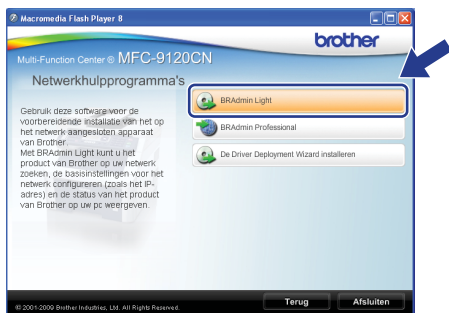 Macromedia Flash Player 8
brother
Multi-Function Center ® MFC-9120CN
Netwerkhulpprogramma's
Gebruik deze software voor de
voorbereidende installatie van het op
het netwerk aangesloten apparaat
van Brother.
Met BRAdmin Light kunt u het
product van Brother op uw netwerk
zoeken, de basisinstellingen voor het
netwerk configureren (zoals het IP-
adres) en de status van het product
van Brother op uw pc weergeven.
BRAdmin Light
BRAdmin Professional
De Driver Deployment Wizard installeren
© 2001-2009 Brother Industries, Ltd. All Rights Reserved.
Terug
Afsluiten